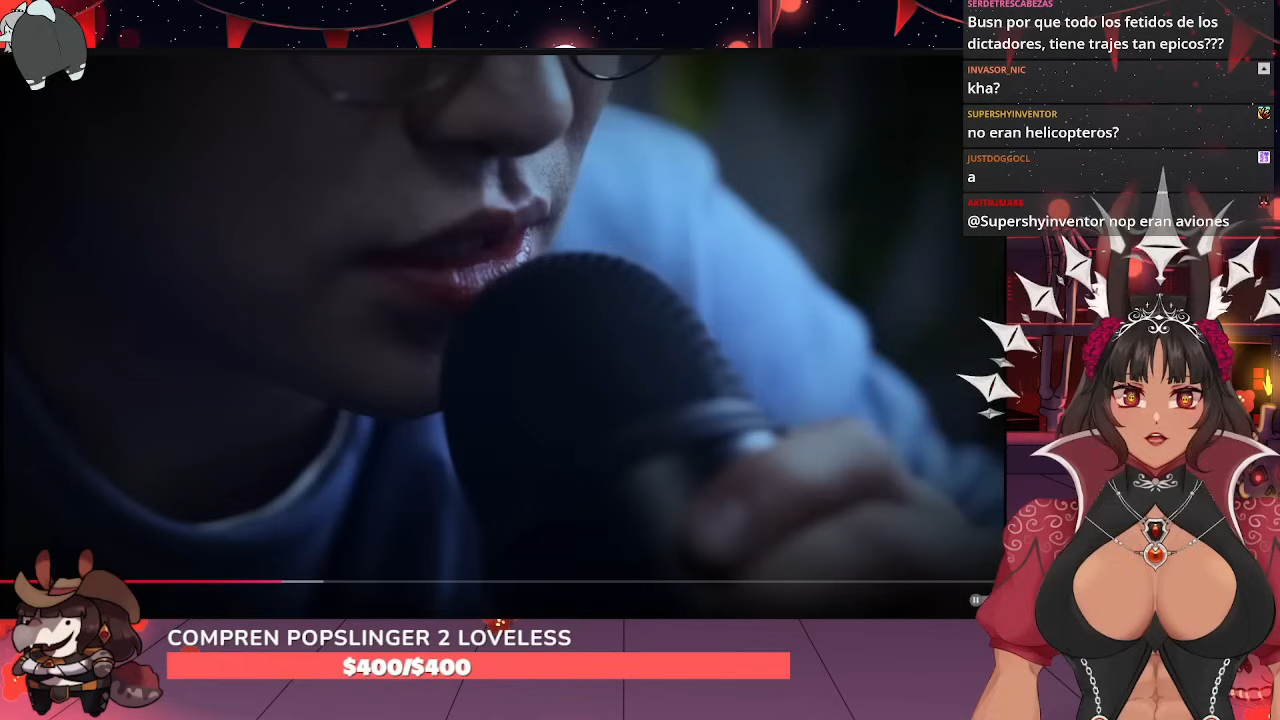 SERDETRESCABEZAS
Busn por que todo los fetidos de los
dictadores, tiene trajes tan epicos???
INVASOR_NIC
kha?
SUPERSHYINVENTOR
no eran helicopteros?
JUSTDOGGOCL
a
@Supershyinventor nop eran aviones
COMPREN POPSLINGER 2 LOVELESS
$400/$400